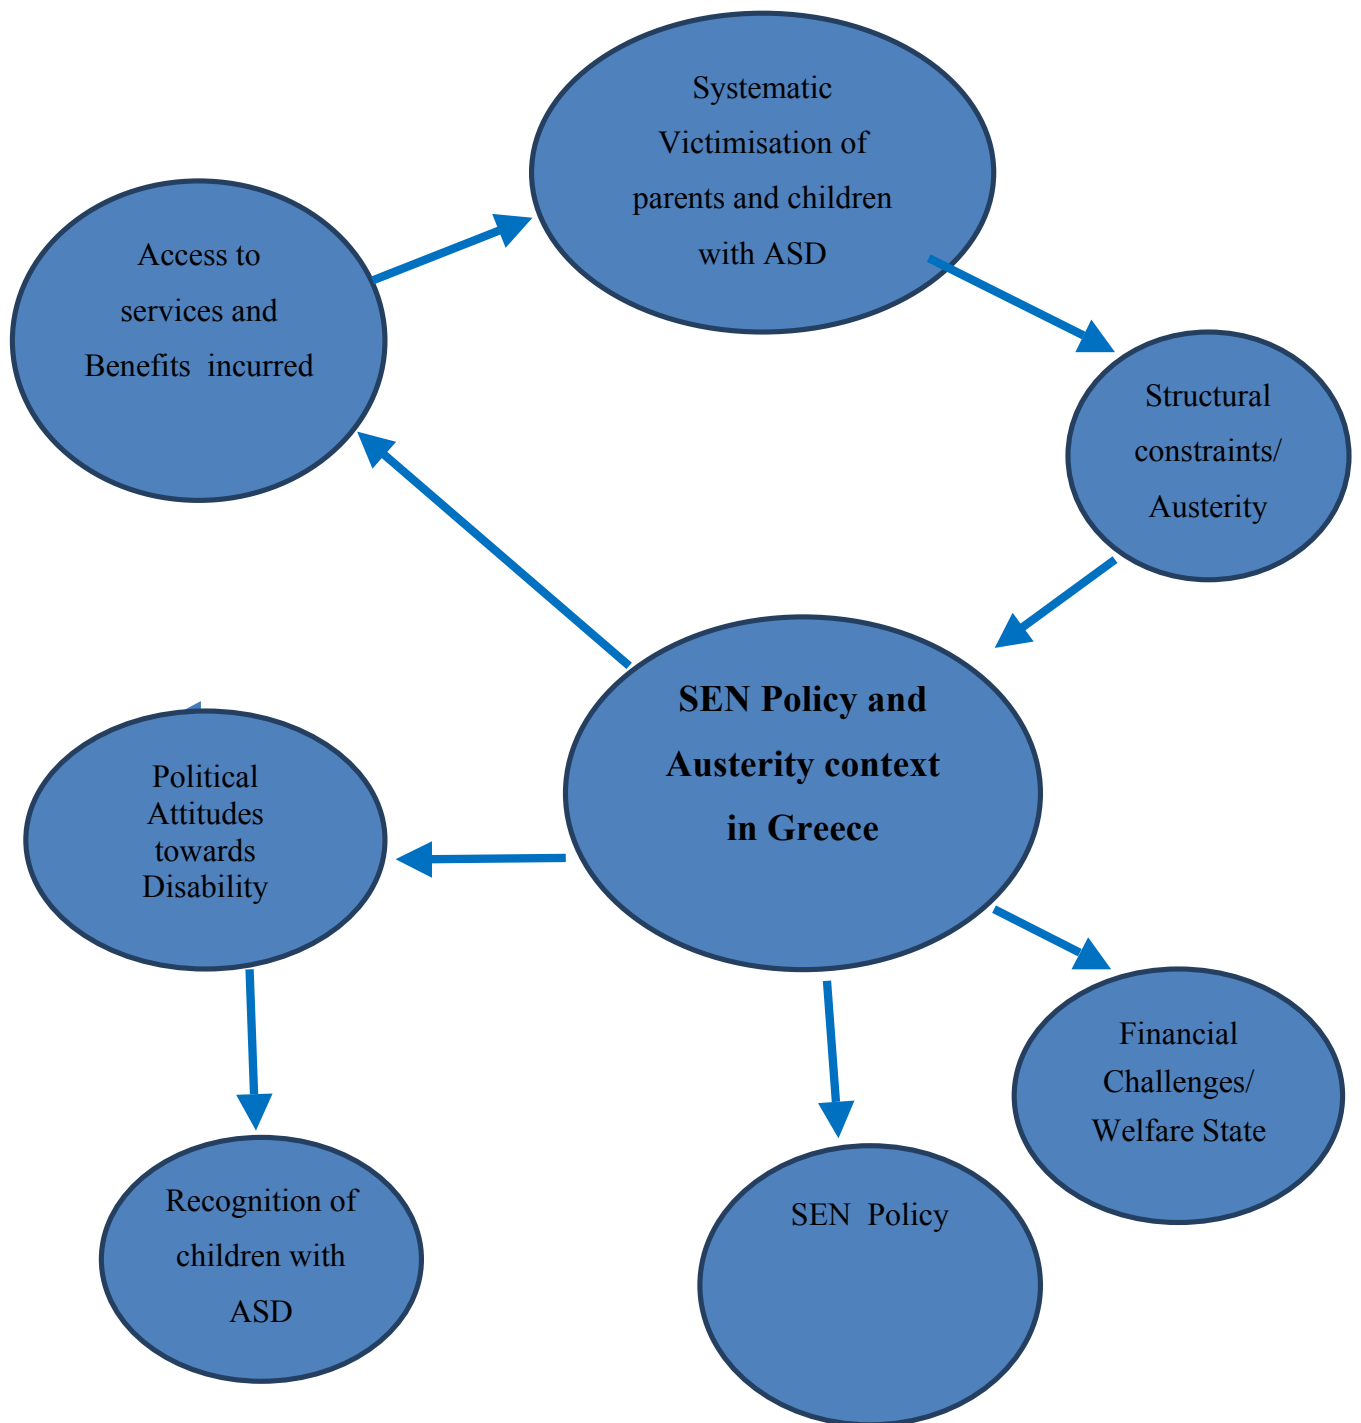 Systematic
Victimisation of
parents and children
with ASD
Access to
services and
Benefits  incurred
Structural
constraints/
Austerity
SEN Policy and
Austerity context
in Greece
Political
Attitudes
towards
Disability
Financial
Challenges/
Welfare State
Recognition of
children with
ASD
SEN  Policy